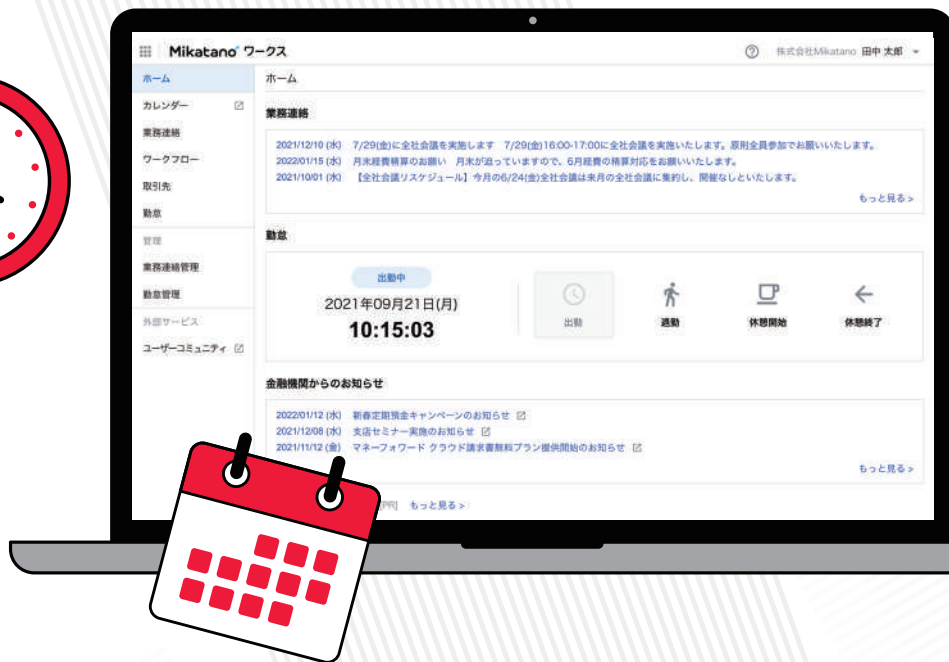 Mikatano ワークス
株式会社Mikatano 田中 太郎
ホーム
カレンダー
業務連絡
ワークフロー
取引先
勤怠
管理
業務連絡管理
勤怠管理
外部サービス
ユーザーコミュニティ
ホーム
業務連絡
2021/12/10 (水) 7/29(金)に全社会議を実施します 7/29(金)16:00-17:00に全社会議を実施いたします。原則全員参加でお願いいたします。
2022/01/15 (水) 月末経費精算のお願い 月末が迫っていますので、6月経費の精算対応をお願いいたします。
2021/10/01 (水) 【全社会議リスケジュール】今月の6/24(金)全社会議は来月の全社会議に集約し、開催なしといたします。
もっと見る >
勤怠
出勤中
2021年09月21日(月)
10:15:03
出勤
退勤
休憩開始
休憩終了
金融機関からのお知らせ
2022/01/12 (水) 新春定期預金キャンペーンのお知らせ
2021/12/08 (水) 支店セミナー実施のお知らせ
2021/11/12 (金) マネーフォワード クラウド請求書無料プラン提供開始のお知らせ
もっと見る >
[PR] もっと見る >